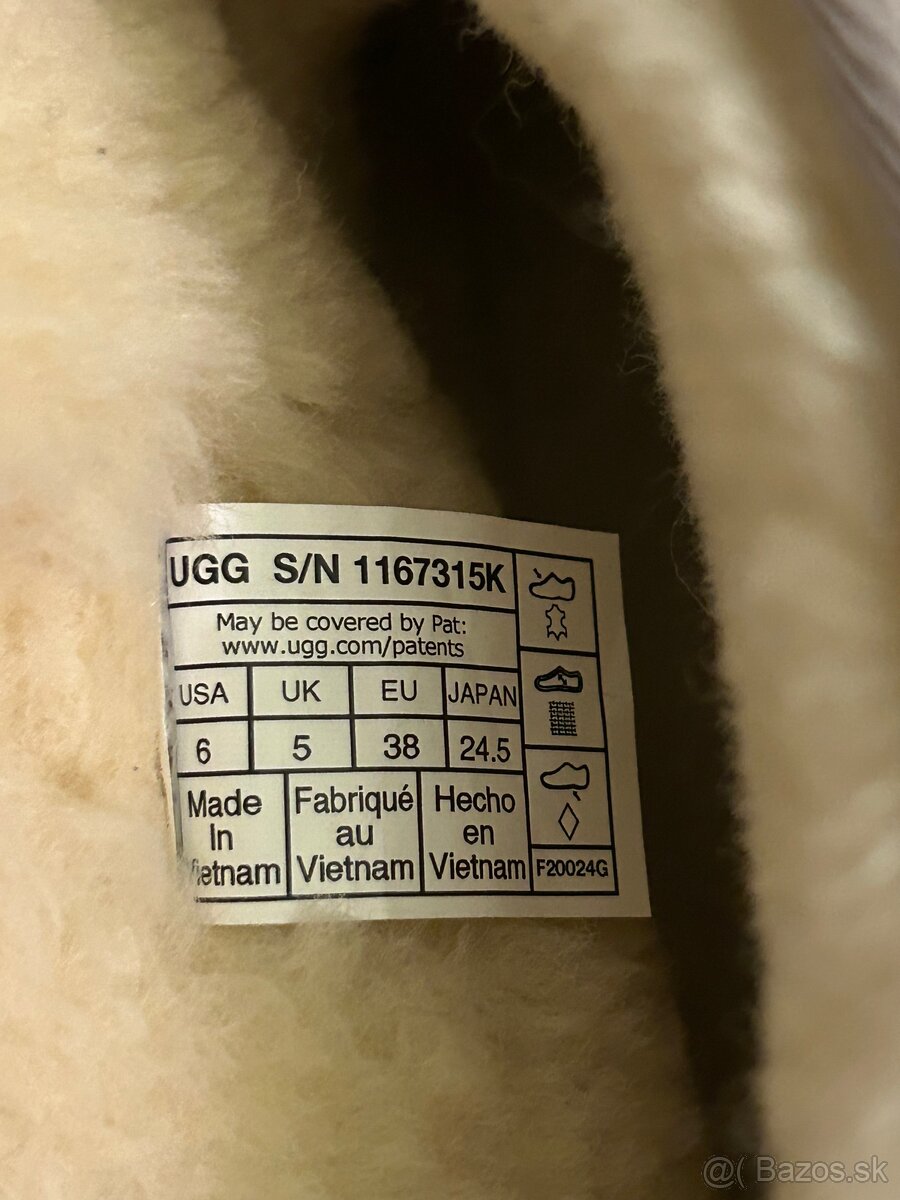 UGG S/N 1167315K
May be covered by Pat:
www.ugg.com/patents
USA UK EU JAPAN
6 5 38 24.5
Made In Vietnam
Fabriqué au Vietnam
Hecho en Vietnam
F20024G
@( Bazos.sk